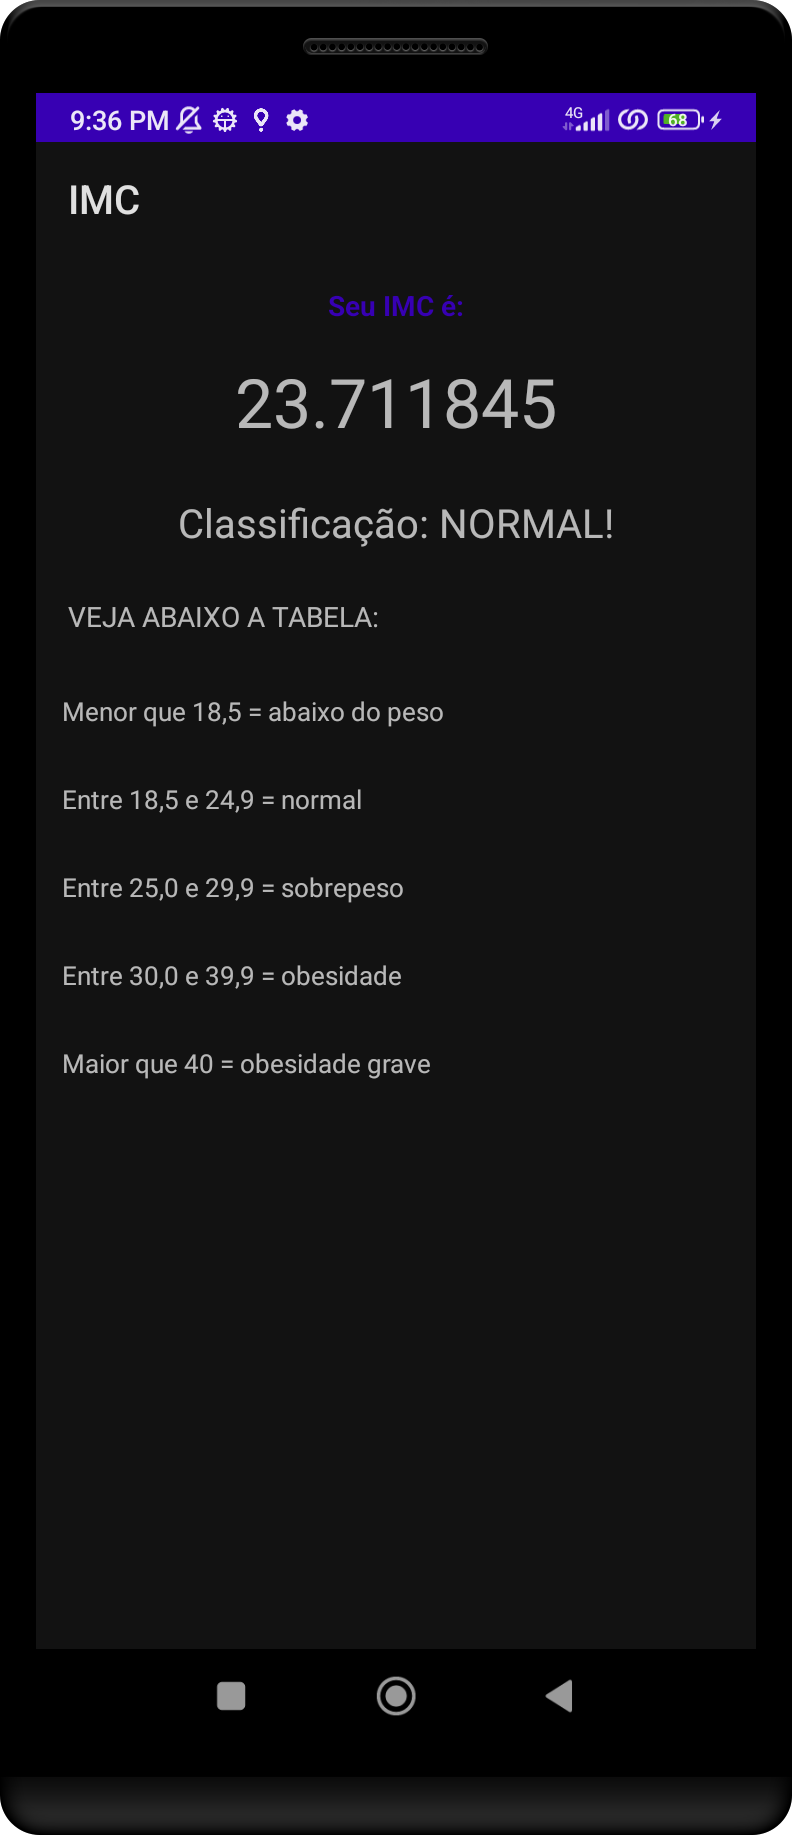 9:36 PM 4G 68
IMC
Seu IMC é:
23.711845
Classificação: NORMAL!
VEJA ABAIXO A TABELA:
Menor que 18,5 = abaixo do peso
Entre 18,5 e 24,9 = normal
Entre 25,0 e 29,9 = sobrepeso
Entre 30,0 e 39,9 = obesidade
Maior que 40 = obesidade grave